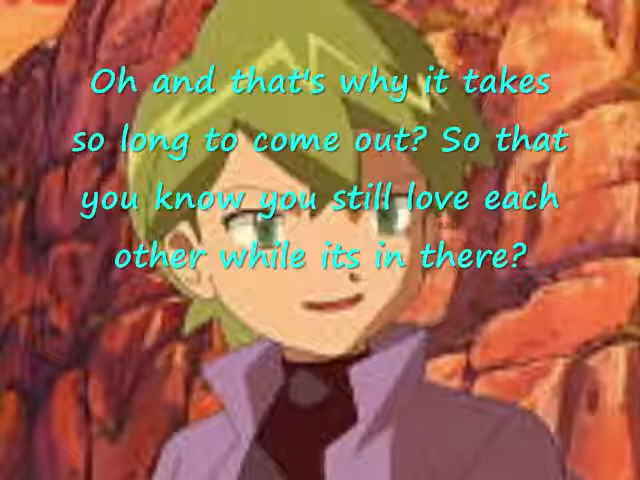 Oh and that's why it takes
so long to come out? So that
you know you still love each
other while its in there?